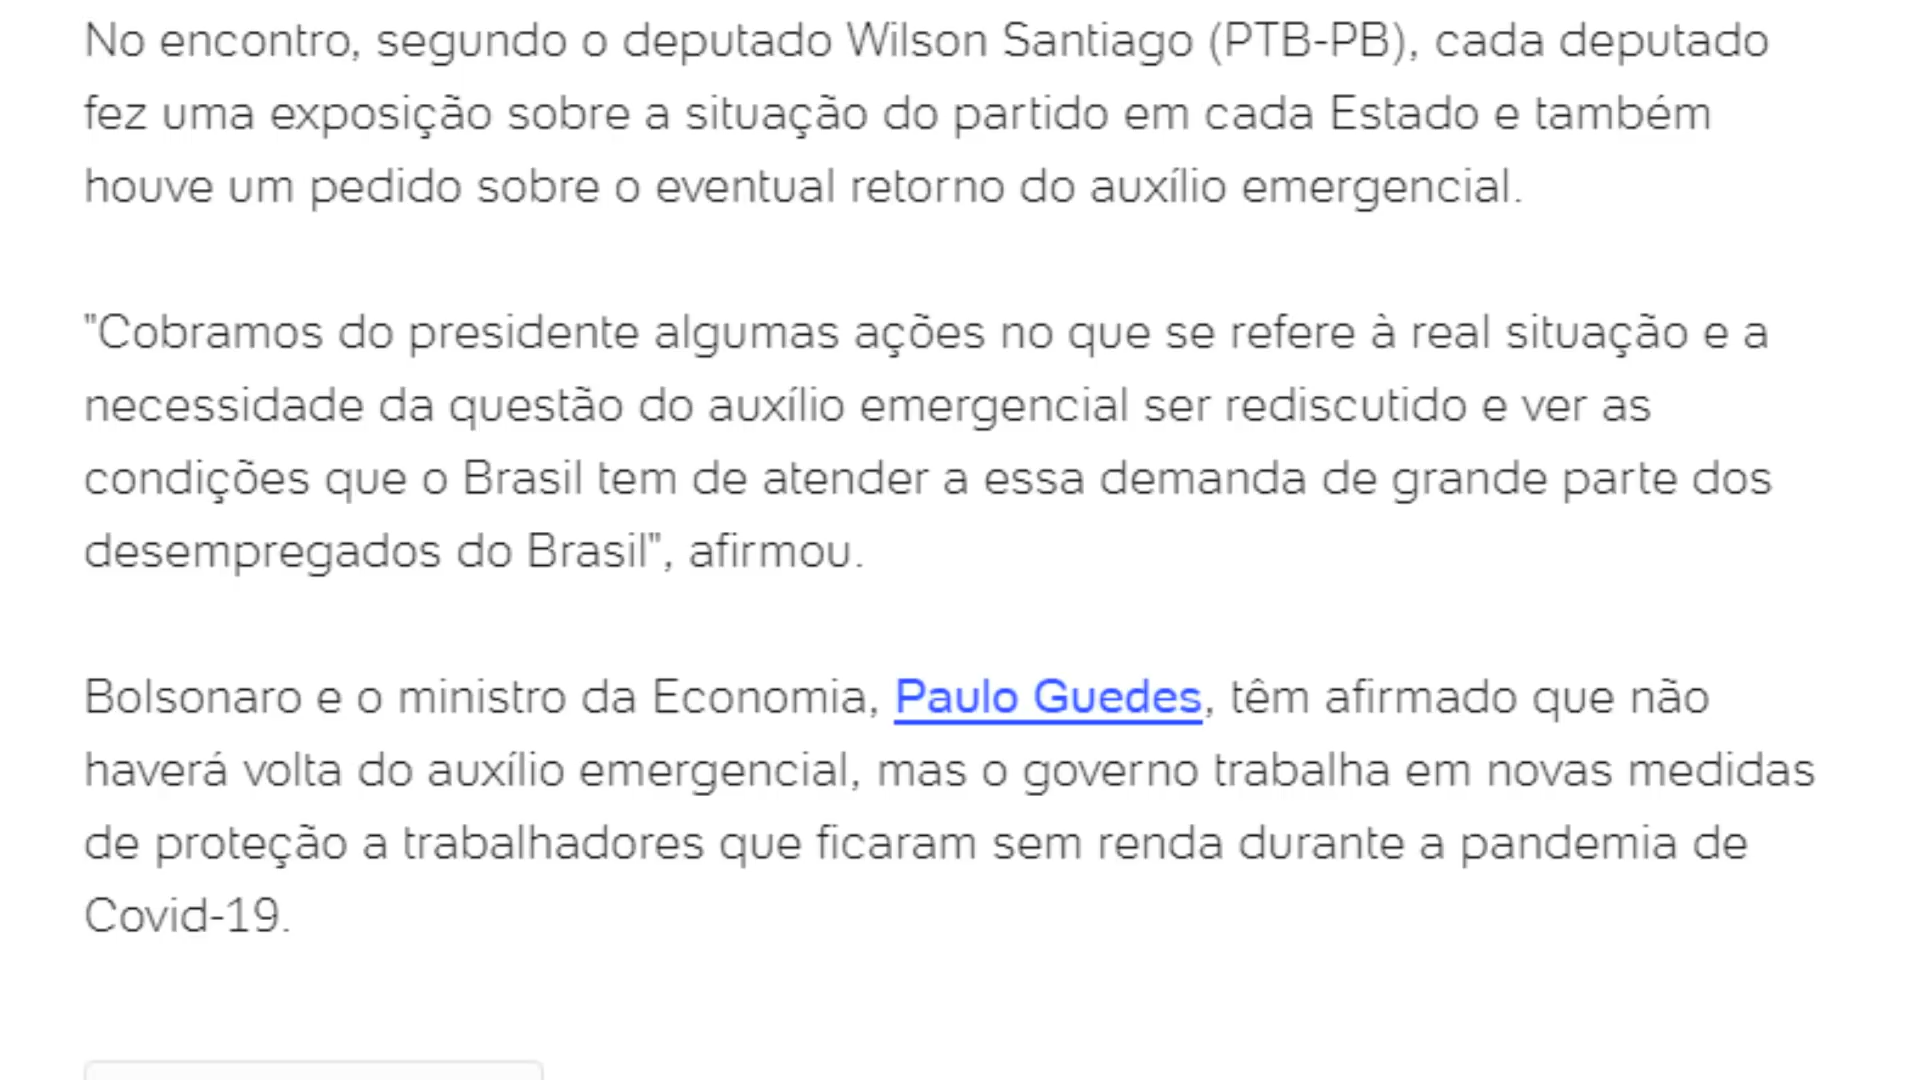 No encontro, segundo o deputado Wilson Santiago (PTB-PB), cada deputado
fez uma exposição sobre a situação do partido em cada Estado e também
houve um pedido sobre o eventual retorno do auxílio emergencial.
"Cobramos do presidente algumas ações no que se refere à real situação e a
necessidade da questão do auxílio emergencial ser rediscutido e ver as
condições que o Brasil tem de atender a essa demanda de grande parte dos
desempregados do Brasil", afirmou.
Bolsonaro e o ministro da Economia, Paulo Guedes, têm afirmado que não
haverá volta do auxílio emergencial, mas o governo trabalha em novas medidas
de proteção a trabalhadores que ficaram sem renda durante a pandemia de
Covid-19.